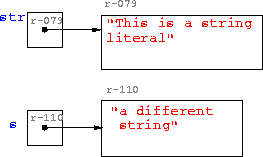 r-079
str
r-079
"This is a string
literal"
r-110
s
r-110
"a different
string"